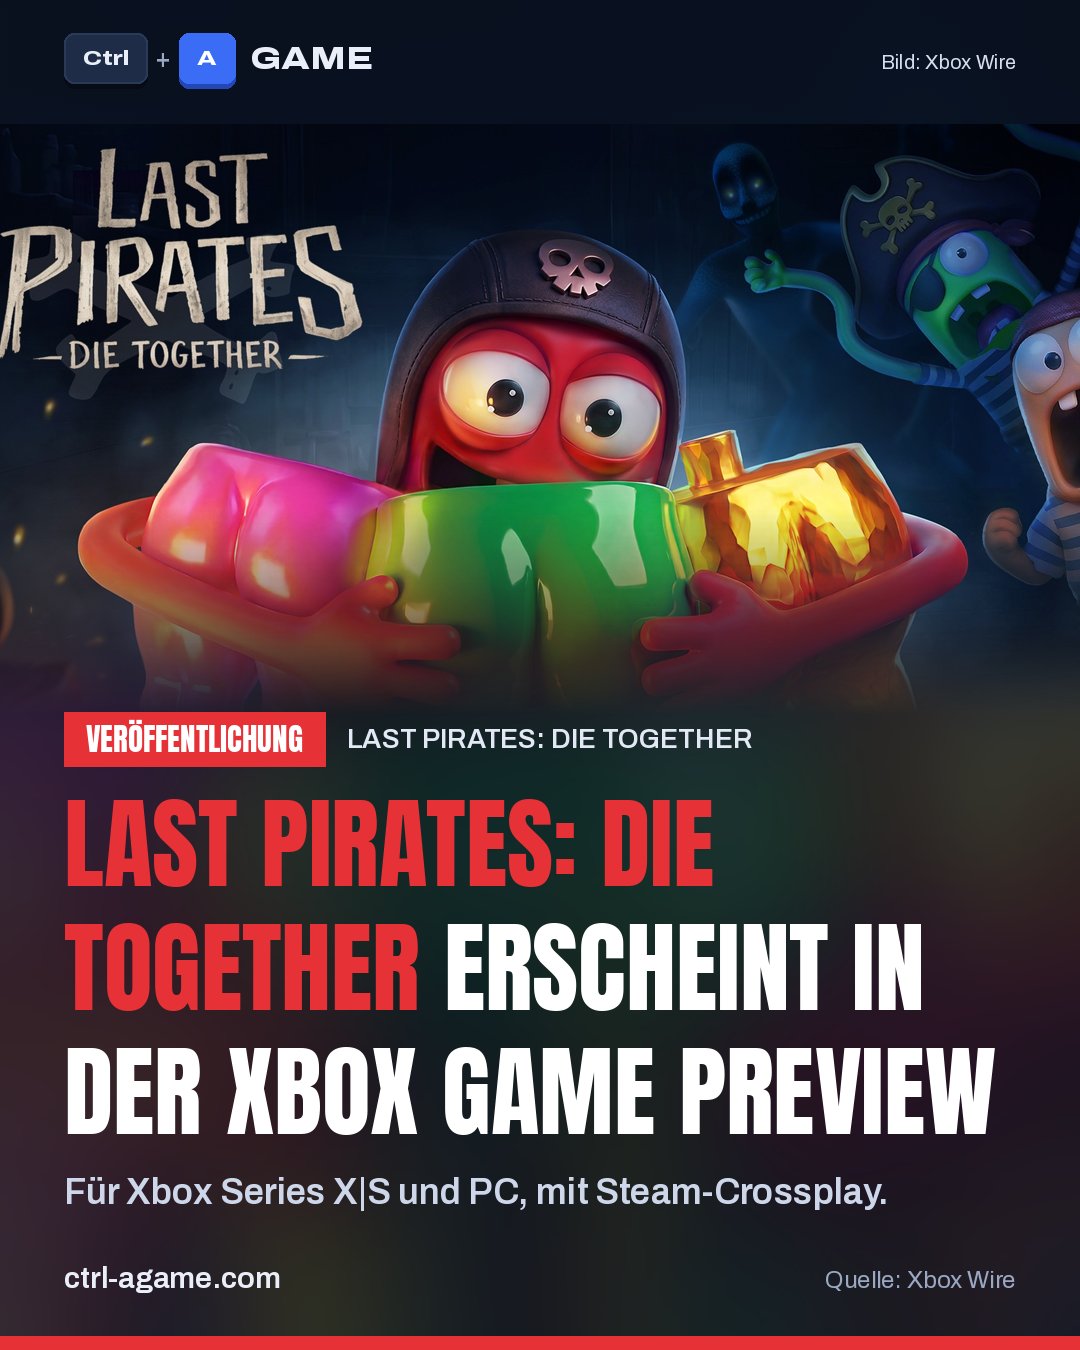 Ctrl + A GAME
Bild: Xbox Wire
LAST
PIRATES
— DIE TOGETHER —
VERÖFFENTLICHUNG
LAST PIRATES: DIE TOGETHER
LAST PIRATES: DIE
TOGETHER ERSCHEINT IN
DER XBOX GAME PREVIEW
Für Xbox Series X|S und PC, mit Steam-Crossplay.
ctrl-agame.com
Quelle: Xbox Wire